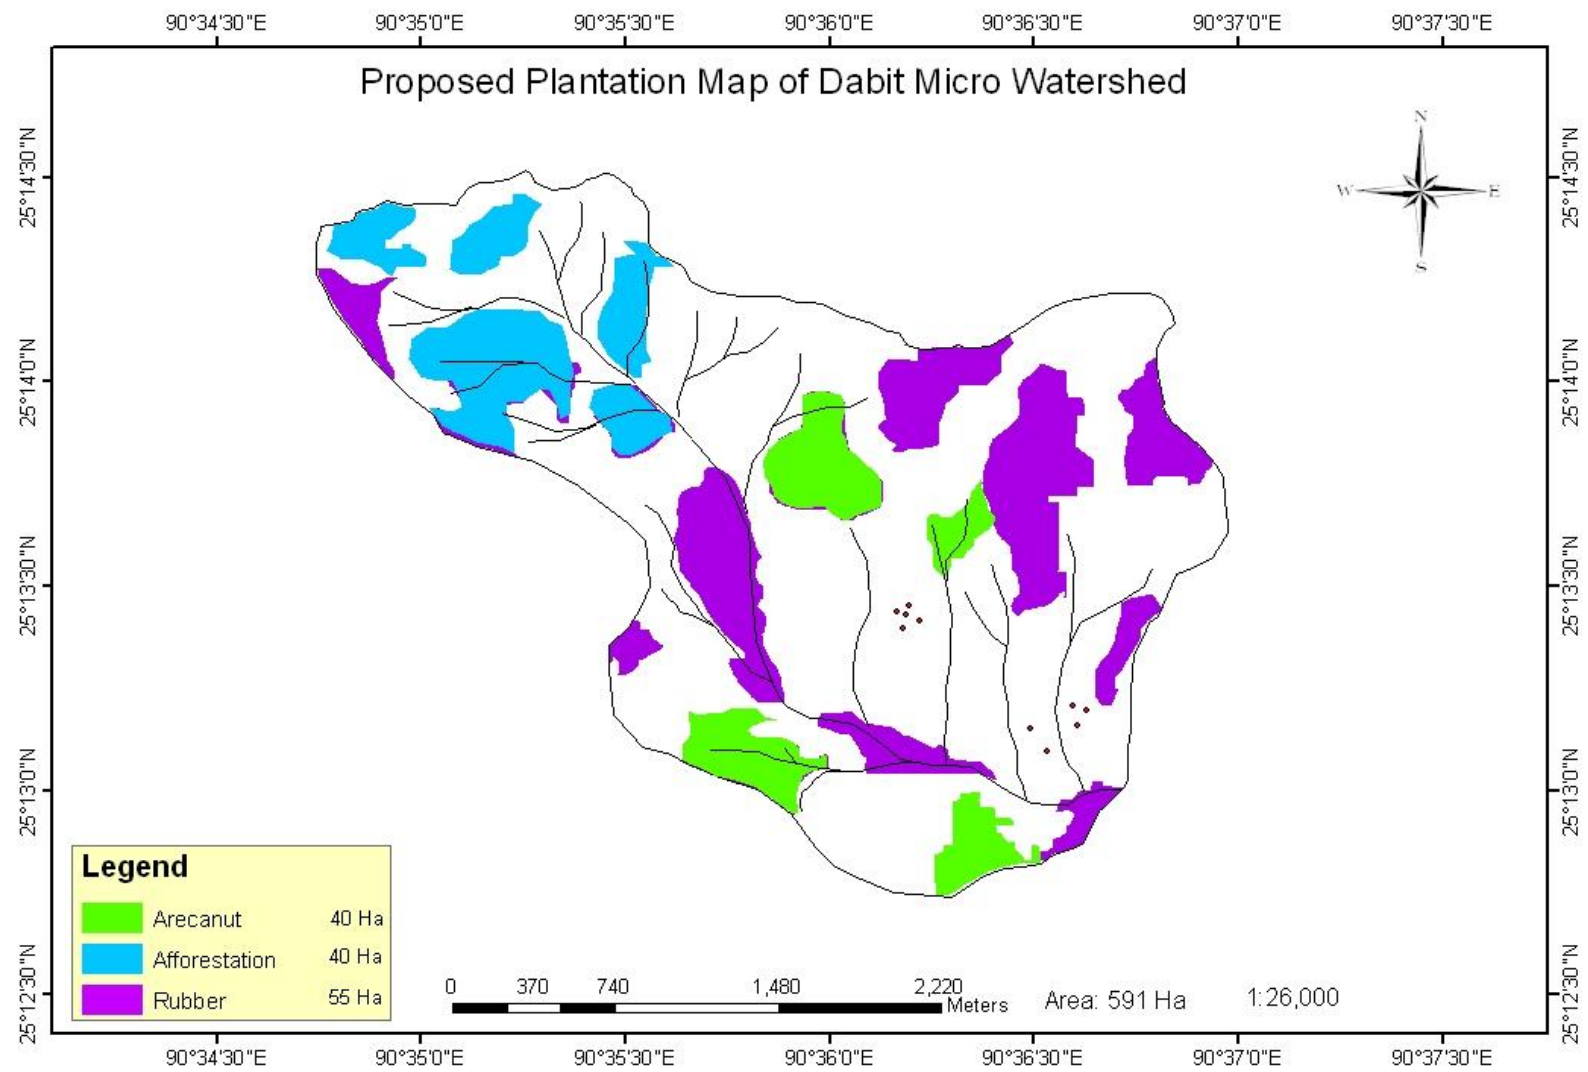 90°34'30"E 90°35'0"E 90°35'30"E 90°36'0"E 90°36'30"E 90°37'0"E 90°37'30"E
Proposed Plantation Map of Dabit Micro Watershed
N
W E
S
25°14'30"N 25°14'30"N
25°14'0"N 25°14'0"N
25°13'30"N 25°13'30"N
25°13'0"N 25°13'0"N
25°12'30"N 25°12'30"N
Legend
Arecanut 40 Ha
Afforestation 40 Ha
Rubber 55 Ha
0 370 740 1,480 2,220
Meters
Area: 591 Ha 1:26,000
90°34'30"E 90°35'0"E 90°35'30"E 90°36'0"E 90°36'30"E 90°37'0"E 90°37'30"E